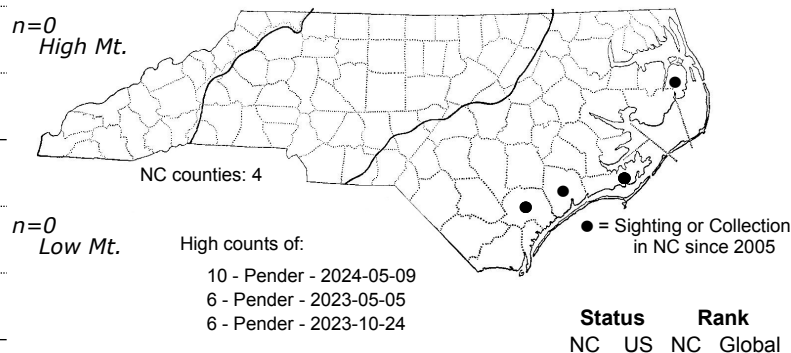 n=0
High Mt.
NC counties: 4
n=0
Low Mt.
High counts of:
10 - Pender - 2024-05-09
6 - Pender - 2023-05-05
6 - Pender - 2023-10-24
= Sighting or Collection
in NC since 2005
Status Rank
NC US NC Global